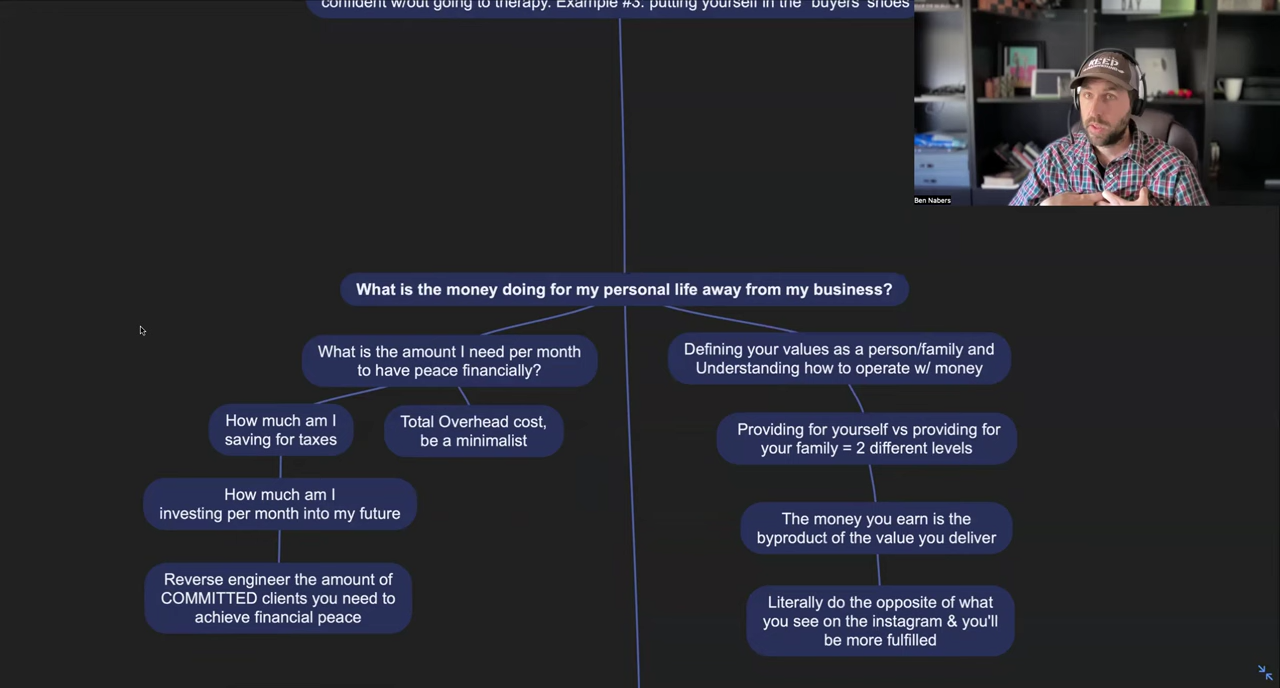 confident w/out going to therapy. Example #3: putting yourself in the "buyers" shoes
KEEP
Ben Nabers
What is the money doing for my personal life away from my business?
What is the amount I need per month
to have peace financially?
How much am I
saving for taxes
Total Overhead cost,
be a minimalist
How much am I
investing per month into my future
Reverse engineer the amount of
COMMITTED clients you need to
achieve financial peace
Defining your values as a person/family and
Understanding how to operate w/ money
Providing for yourself vs providing for
your family = 2 different levels
The money you earn is the
byproduct of the value you deliver
Literally do the opposite of what
you see on the instagram & you'll
be more fulfilled